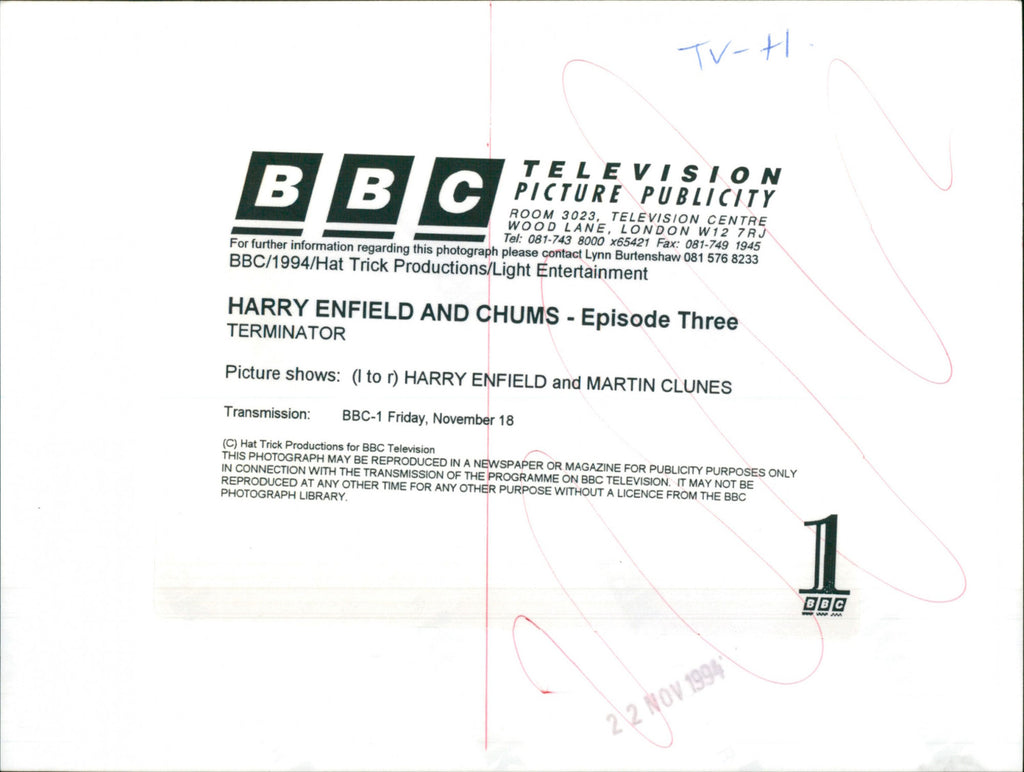 TV-H
BBC TELEVISION
PICTURE PUBLICITY
ROOM 3023, TELEVISION CENTRE
WOOD LANE, LONDON W12 7RJ
Tel: 081-743 8000 x65421 Fax: 081-749 1945
For further information regarding this photograph please contact Lynn Burtenshaw 081 576 8233
BBC/1994/Hat Trick Productions/Light Entertainment
HARRY ENFIELD AND CHUMS - Episode Three
TERMINATOR
Picture shows: (l to r) HARRY ENFIELD and MARTIN CLUNES
Transmission: BBC-1 Friday, November 18
(C) Hat Trick Productions for BBC Television
THIS PHOTOGRAPH MAY BE REPRODUCED IN A NEWSPAPER OR MAGAZINE FOR PUBLICITY PURPOSES ONLY
IN CONNECTION WITH THE TRANSMISSION OF THE PROGRAMME ON BBC TELEVISION. IT MAY NOT BE
REPRODUCED AT ANY OTHER TIME FOR ANY OTHER PURPOSE WITHOUT A LICENCE FROM THE BBC
PHOTOGRAPH LIBRARY.
1
BBC
22 NOV 1994